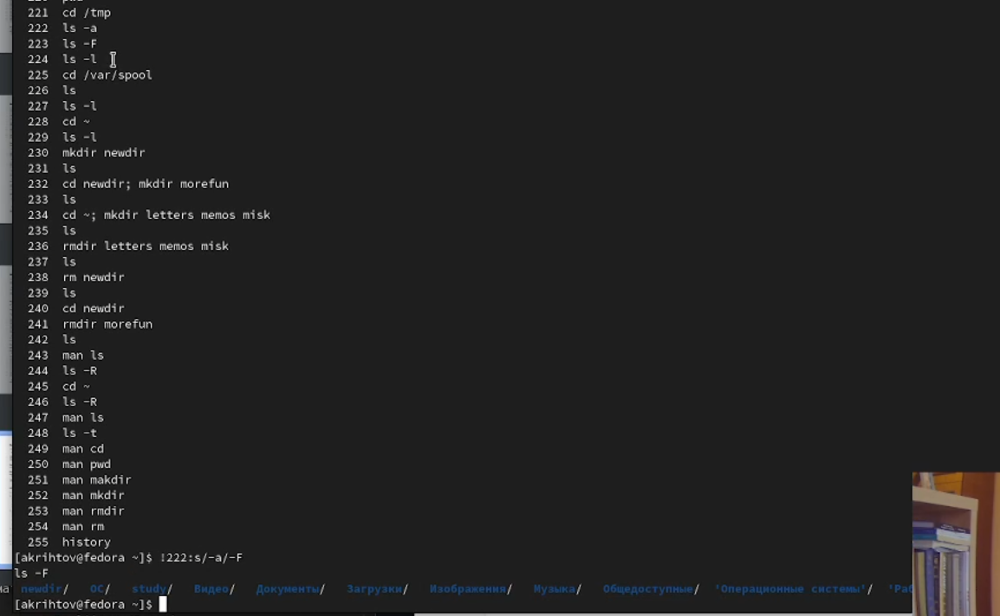 221 cd /tmp
222 ls -a
223 ls -F
224 ls -l
225 cd /var/spool
226 ls
227 ls -l
228 cd ~
229 ls -l
230 mkdir newdir
231 ls
232 cd newdir; mkdir morefun
233 ls
234 cd ~; mkdir letters memos misk
235 ls
236 rmdir letters memos misk
237 ls
238 rm newdir
239 ls
240 cd newdir
241 rmdir morefun
242 ls
243 man ls
244 ls -R
245 cd ~
246 ls -R
247 man ls
248 ls -t
249 man cd
250 man pwd
251 man makdir
252 man mkdir
253 man rmdir
254 man rm
255 history
[akrihtov@fedora ~]$ !222:s/-a/-F
ls -F
newdir/ OC/ study/ Видео/ Документы/ Загрузки/ Изображения/ Музыка/ Общедоступные/ 'Операционные системы'/
[akrihtov@fedora ~]$